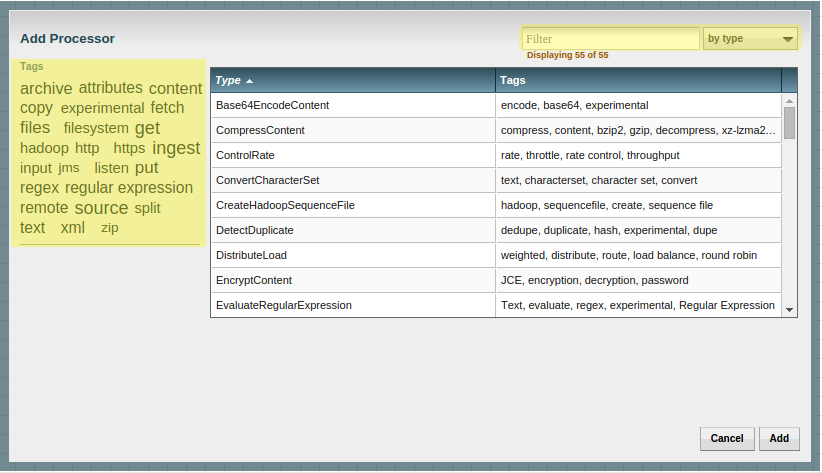 Add Processor
Filter
by type
Displaying 55 of 55
Tags
archive attributes content
copy experimental fetch
files filesystem get
hadoop http https ingest
input jms listen put
regex regular expression
remote source split
text xml zip
Type Tags
Base64EncodeContent encode, base64, experimental
CompressContent compress, content, bzip2, gzip, decompress, xz-lzma2...
ControlRate rate, throttle, rate control, throughput
ConvertCharacterSet text, characterset, character set, convert
CreateHadoopSequenceFile hadoop, sequencefile, create, sequence file
DetectDuplicate dedupe, duplicate, hash, experimental, dupe
DistributeLoad weighted, distribute, route, load balance, round robin
EncryptContent JCE, encryption, decryption, password
EvaluateRegularExpression Text, evaluate, regex, experimental, Regular Expression
Cancel Add